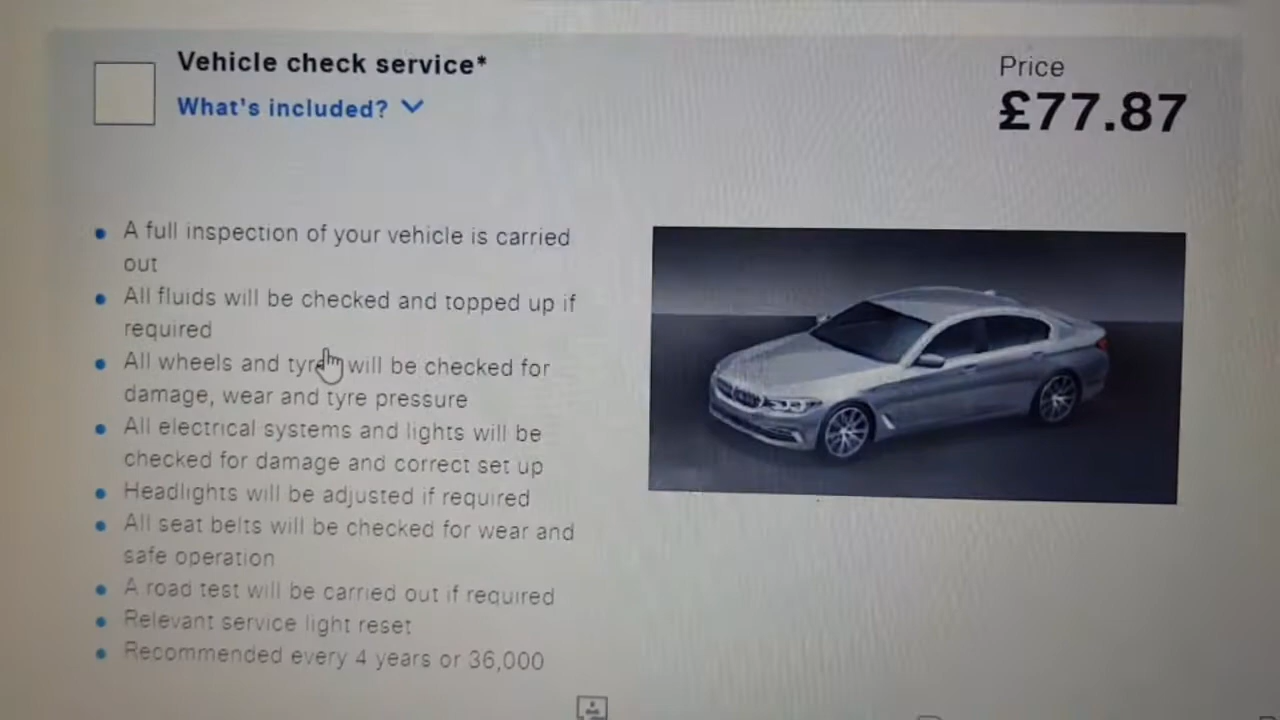 Vehicle check service*
What's included?
Price
£77.87
A full inspection of your vehicle is carried
out
All fluids will be checked and topped up if
required
All wheels and tyre will be checked for
damage, wear and tyre pressure
All electrical systems and lights will be
checked for damage and correct set up
Headlights will be adjusted if required
All seat belts will be checked for wear and
safe operation
A road test will be carried out if required
Relevant service light reset
Recommended every 4 years or 36,000